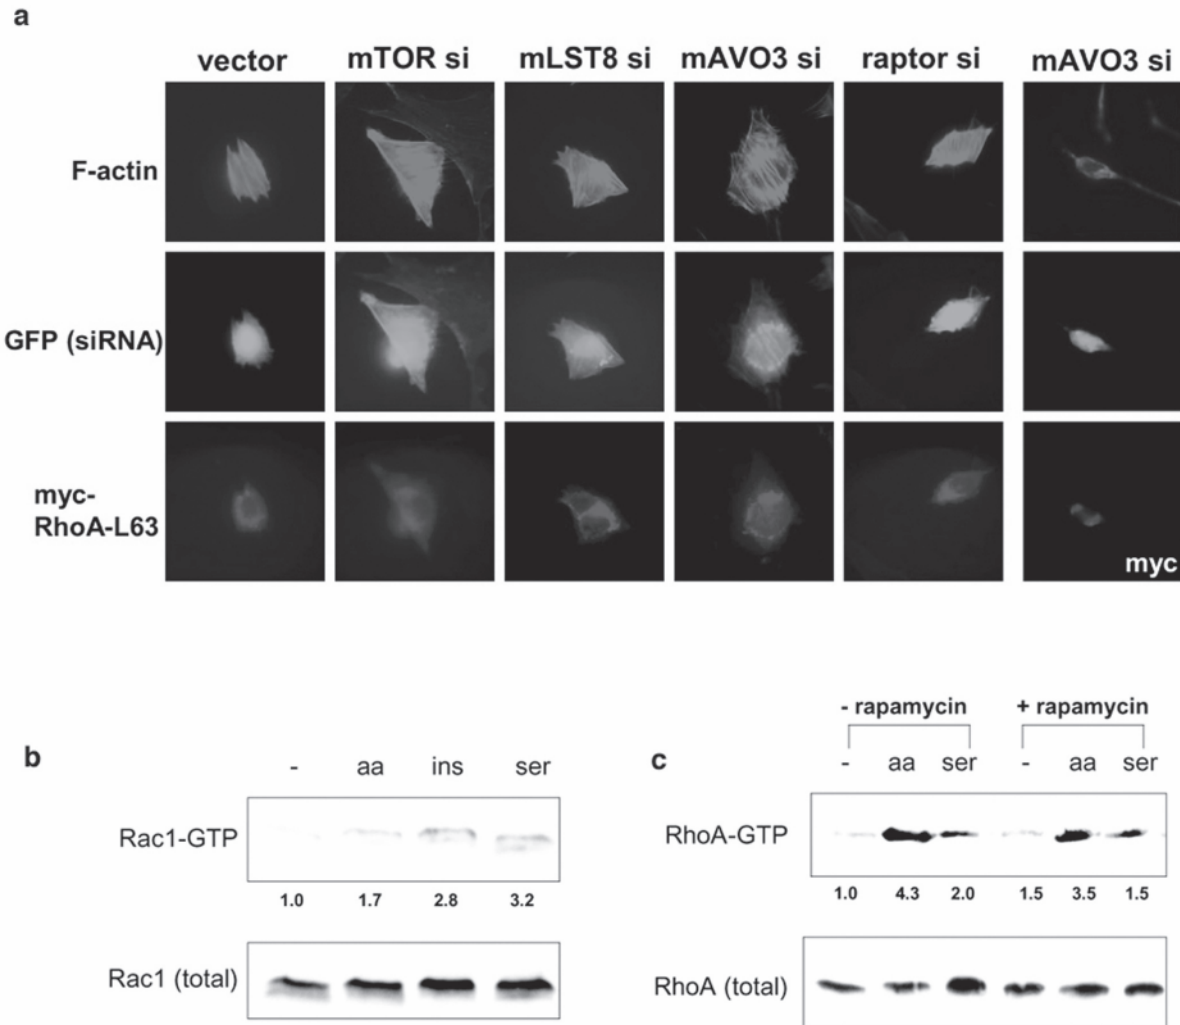 a
vector mTOR si mLST8 si mAVO3 si raptor si mAVO3 si
F-actin
GFP (siRNA)
myc-
RhoA-L63
myc
b
- aa ins ser
Rac1-GTP
1.0 1.7 2.8 3.2
Rac1 (total)
c
- rapamycin + rapamycin
- aa ser - aa ser
RhoA-GTP
1.0 4.3 2.0 1.5 3.5 1.5
RhoA (total)